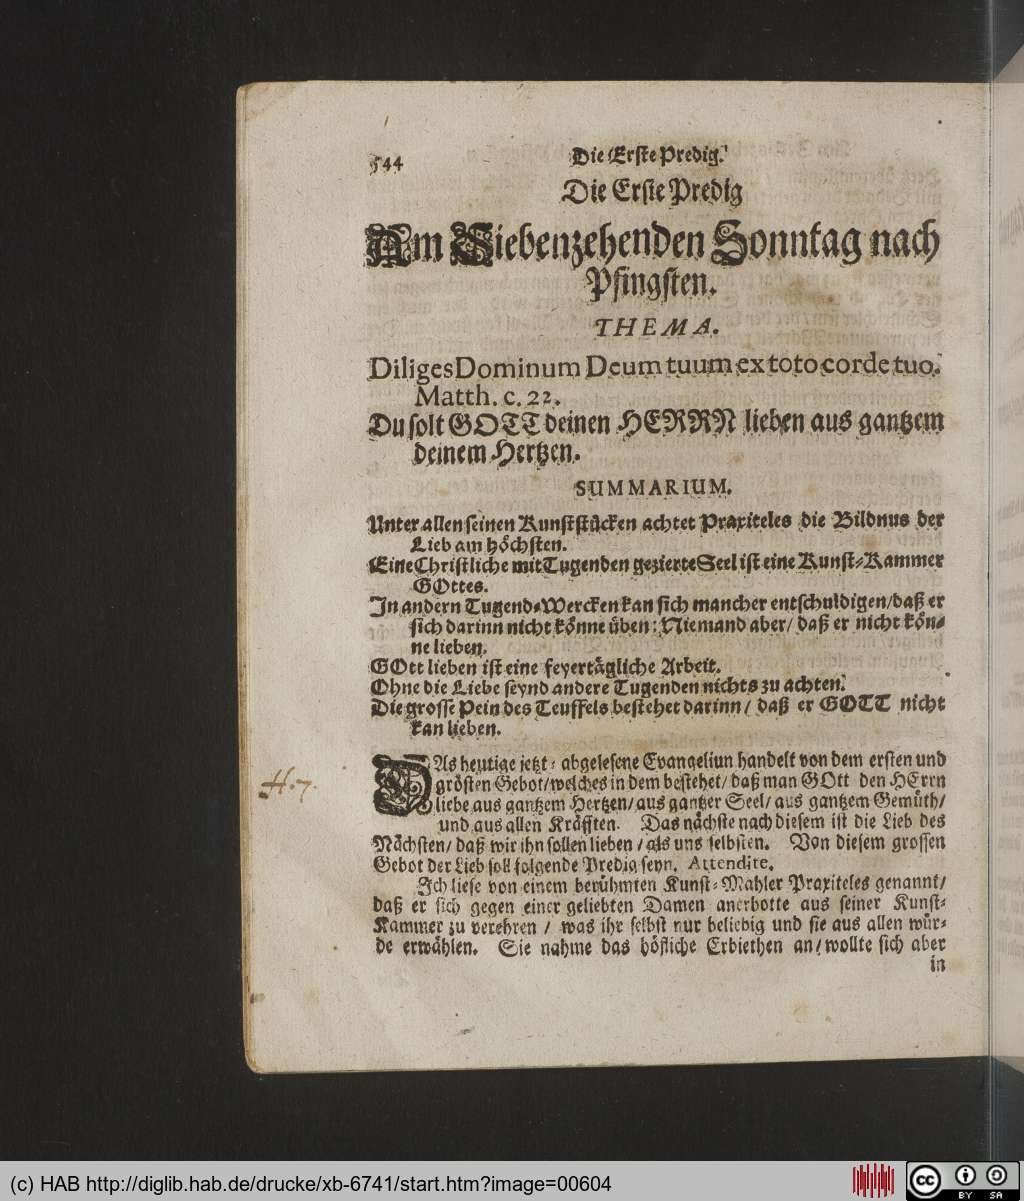 544
Die Erste Predig.
Die Erste Predig
Am Siebenzehenden Sonntag nach
Pfingsten.
THEMA.
Diliges Dominum Deum tuum ex toto corde tuo.
Matth. c. 22.
Du solt GOTT deinen HERRN lieben aus gantzem
deinem Hertzen.
SUMMARIUM.
Unter allen seinen Kunststücken achtet Praxiteles die Bildnus der
Lieb am höchsten.
Eine Christliche mit Tugenden gezierte Seel ist eine Kunst-Kammer
GOttes.
In andern Tugend-Wercken kan sich mancher entschuldigen/daß er
sich darinn nicht könne üben: Niemand aber/ daß er nicht kön-
ne lieben.
GOtt lieben ist eine feyertägliche Arbeit.
Ohne die Liebe seynd andere Tugenden nichts zu achten.
Die grosse Pein des Teuffels bestehet darinn/ daß er GOTT nicht
kan lieben.
DAs heutige jetzt-abgelesene Evangelium handelt von dem ersten und
grösten Gebot/welches in dem bestehet/ daß man GOtt den HErrn
H.7.
liebe aus gantzem Hertzen/ aus gantzer Seel/ aus gantzem Gemüth/
und aus allen Kräfften. Das nächste nach diesem ist die Lieb des
Nächsten/ daß wir ihn sollen lieben/ als uns selbsten. Von diesem grossen
Gebot der Lieb soll folgende Predig seyn. Attendite.
Ich liese von einem berühmten Kunst-Mahler Praxiteles genannt/
daß er sich gegen einer geliebten Damen anerbotte aus seiner Kunst-
Kammer zu verehren / was ihr selbst nur beliebig und sie aus allen wür-
de erwählen. Sie nahme das höfliche Erbiethen an/ wollte sich aber
in
(c) HAB http://diglib.hab.de/drucke/xb-6741/start.htm?image=00604
cc
BY SA